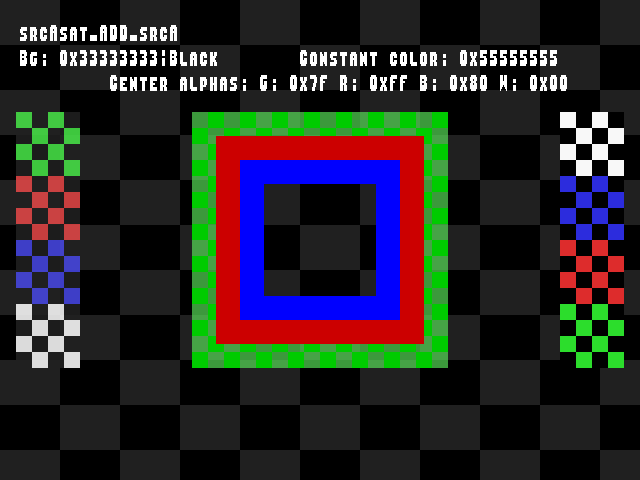 srcAsat_ADD_srcA
Bg: 0x33333333;Black Constant color: 0x55555555
Center alphas: G: 0x7F R: 0xFF B: 0x80 W: 0x00